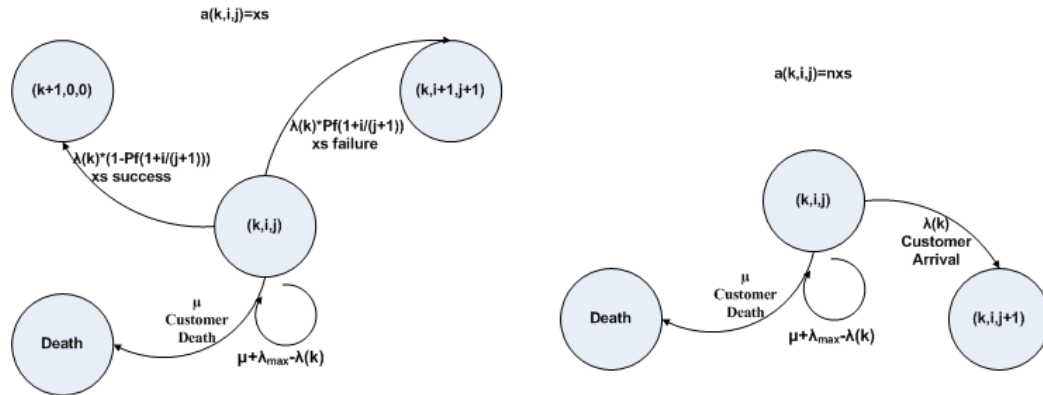 a(k,i,j)=xs
(k+1,0,0)
(k,i+1,j+1)
λ(k)*Pf(1+i/(j+1))
xs failure
λ(k)*(1-Pf(1+i/(j+1)))
xs success
(k,i,j)
μ
Customer
Death
Death
μ+λmax-λ(k)
a(k,i,j)=nxs
(k,i,j)
λ(k)
Customer
Arrival
μ
Customer
Death
Death
(k,i,j+1)
μ+λmax-λ(k)